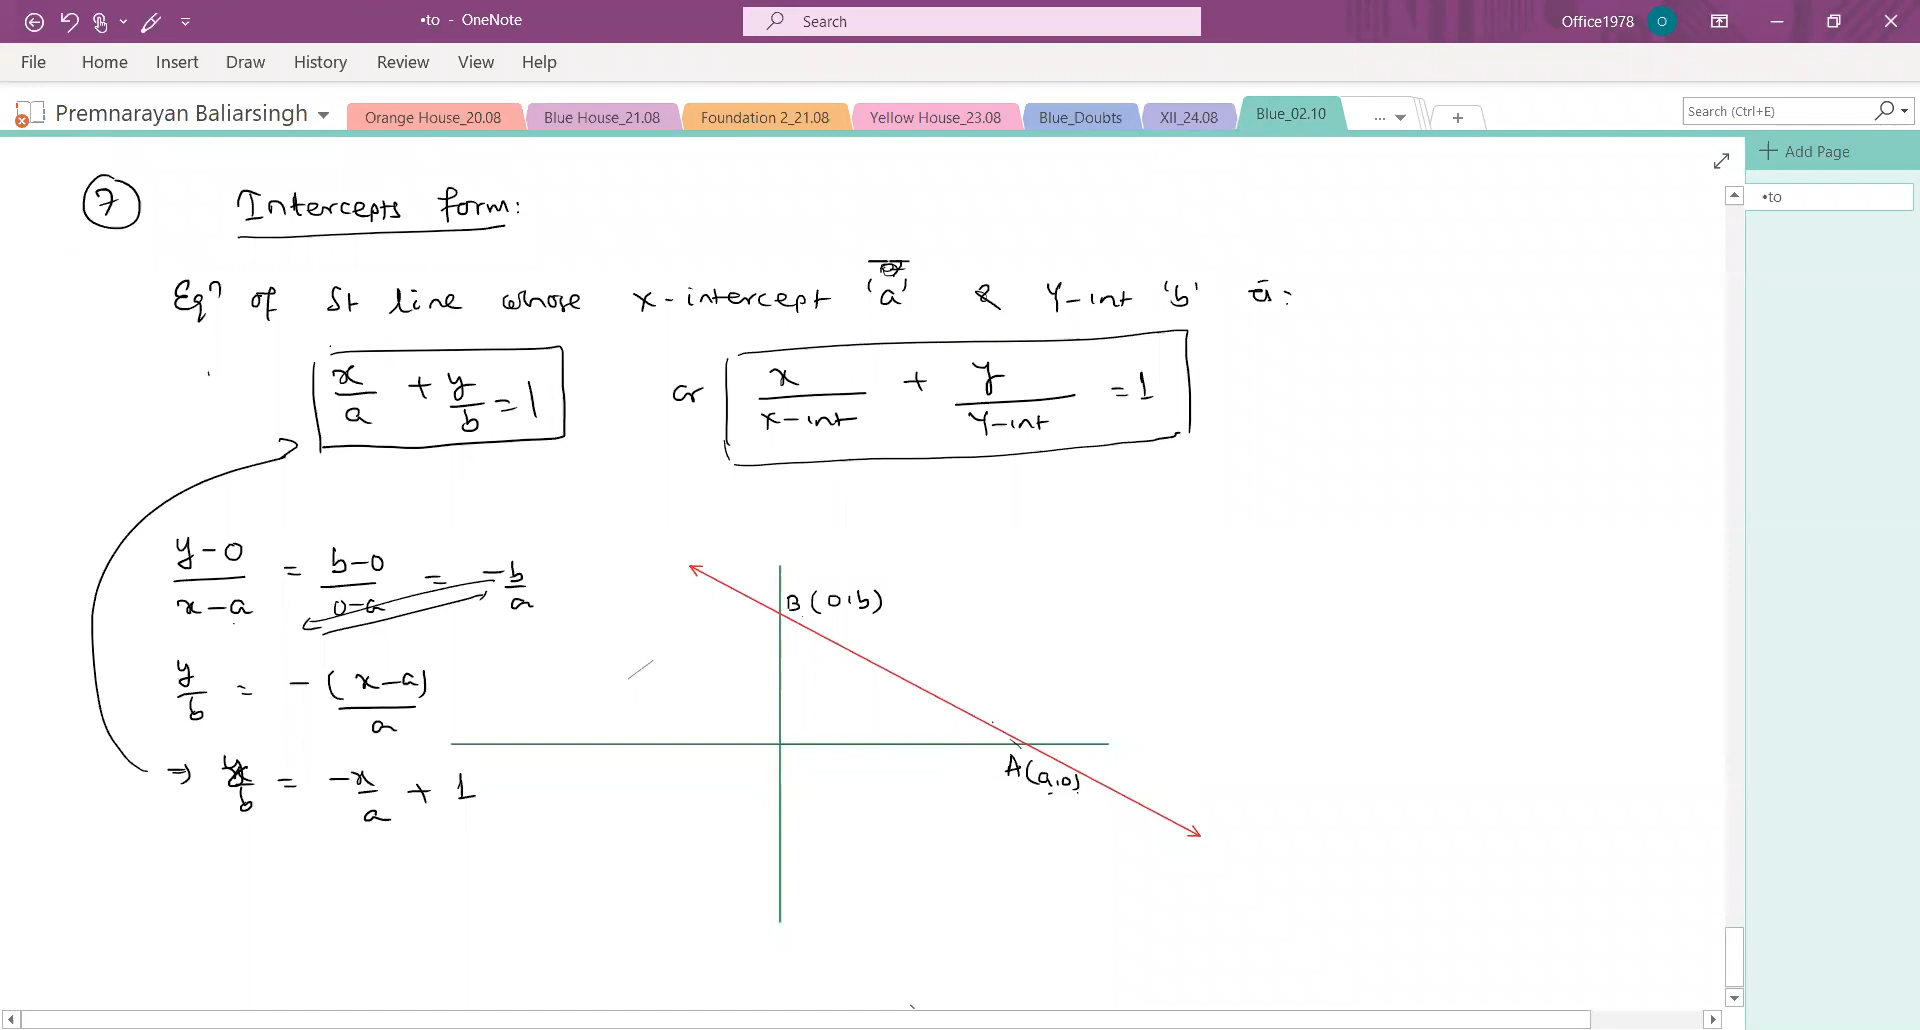 •to - OneNote
Search
Office1978
O
File Home Insert Draw History Review View Help
Premnarayan Baliarsingh
Orange House_20.08 Blue House_21.08 Foundation 2_21.08 Yellow House_23.08 Blue_Doubts XII_24.08 Blue_02.10 ... +
Search (Ctrl+E)
Add Page
•to
7 Intercepts form:
Eqn of St line whose x-intercept 'a' & Y-int 'b'
x/a + y/b = 1 or x/x-int + y/Y-int = 1
y-0/x-a = b-0/0-a = -b/a
B(0,b)
y/b = -(x-a)/a
A(a,0)
⇒ y/b = -x/a + 1